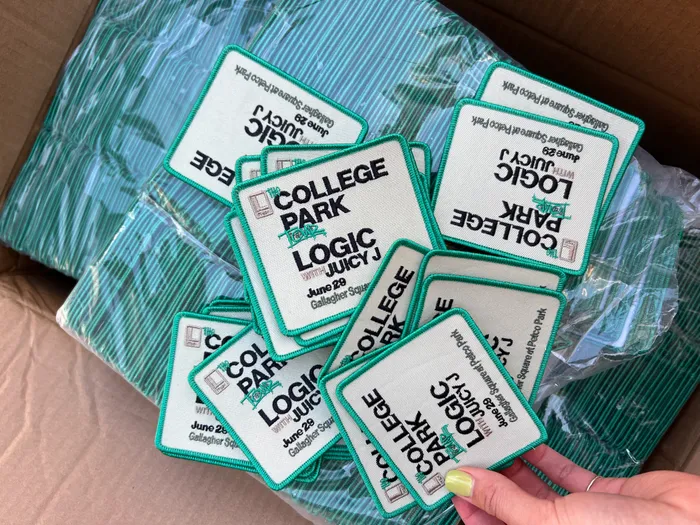 The
COLLEGE
PARK
Tour
LOGIC
WITH JUICY J
June 29
Gallagher Square at Petco Park